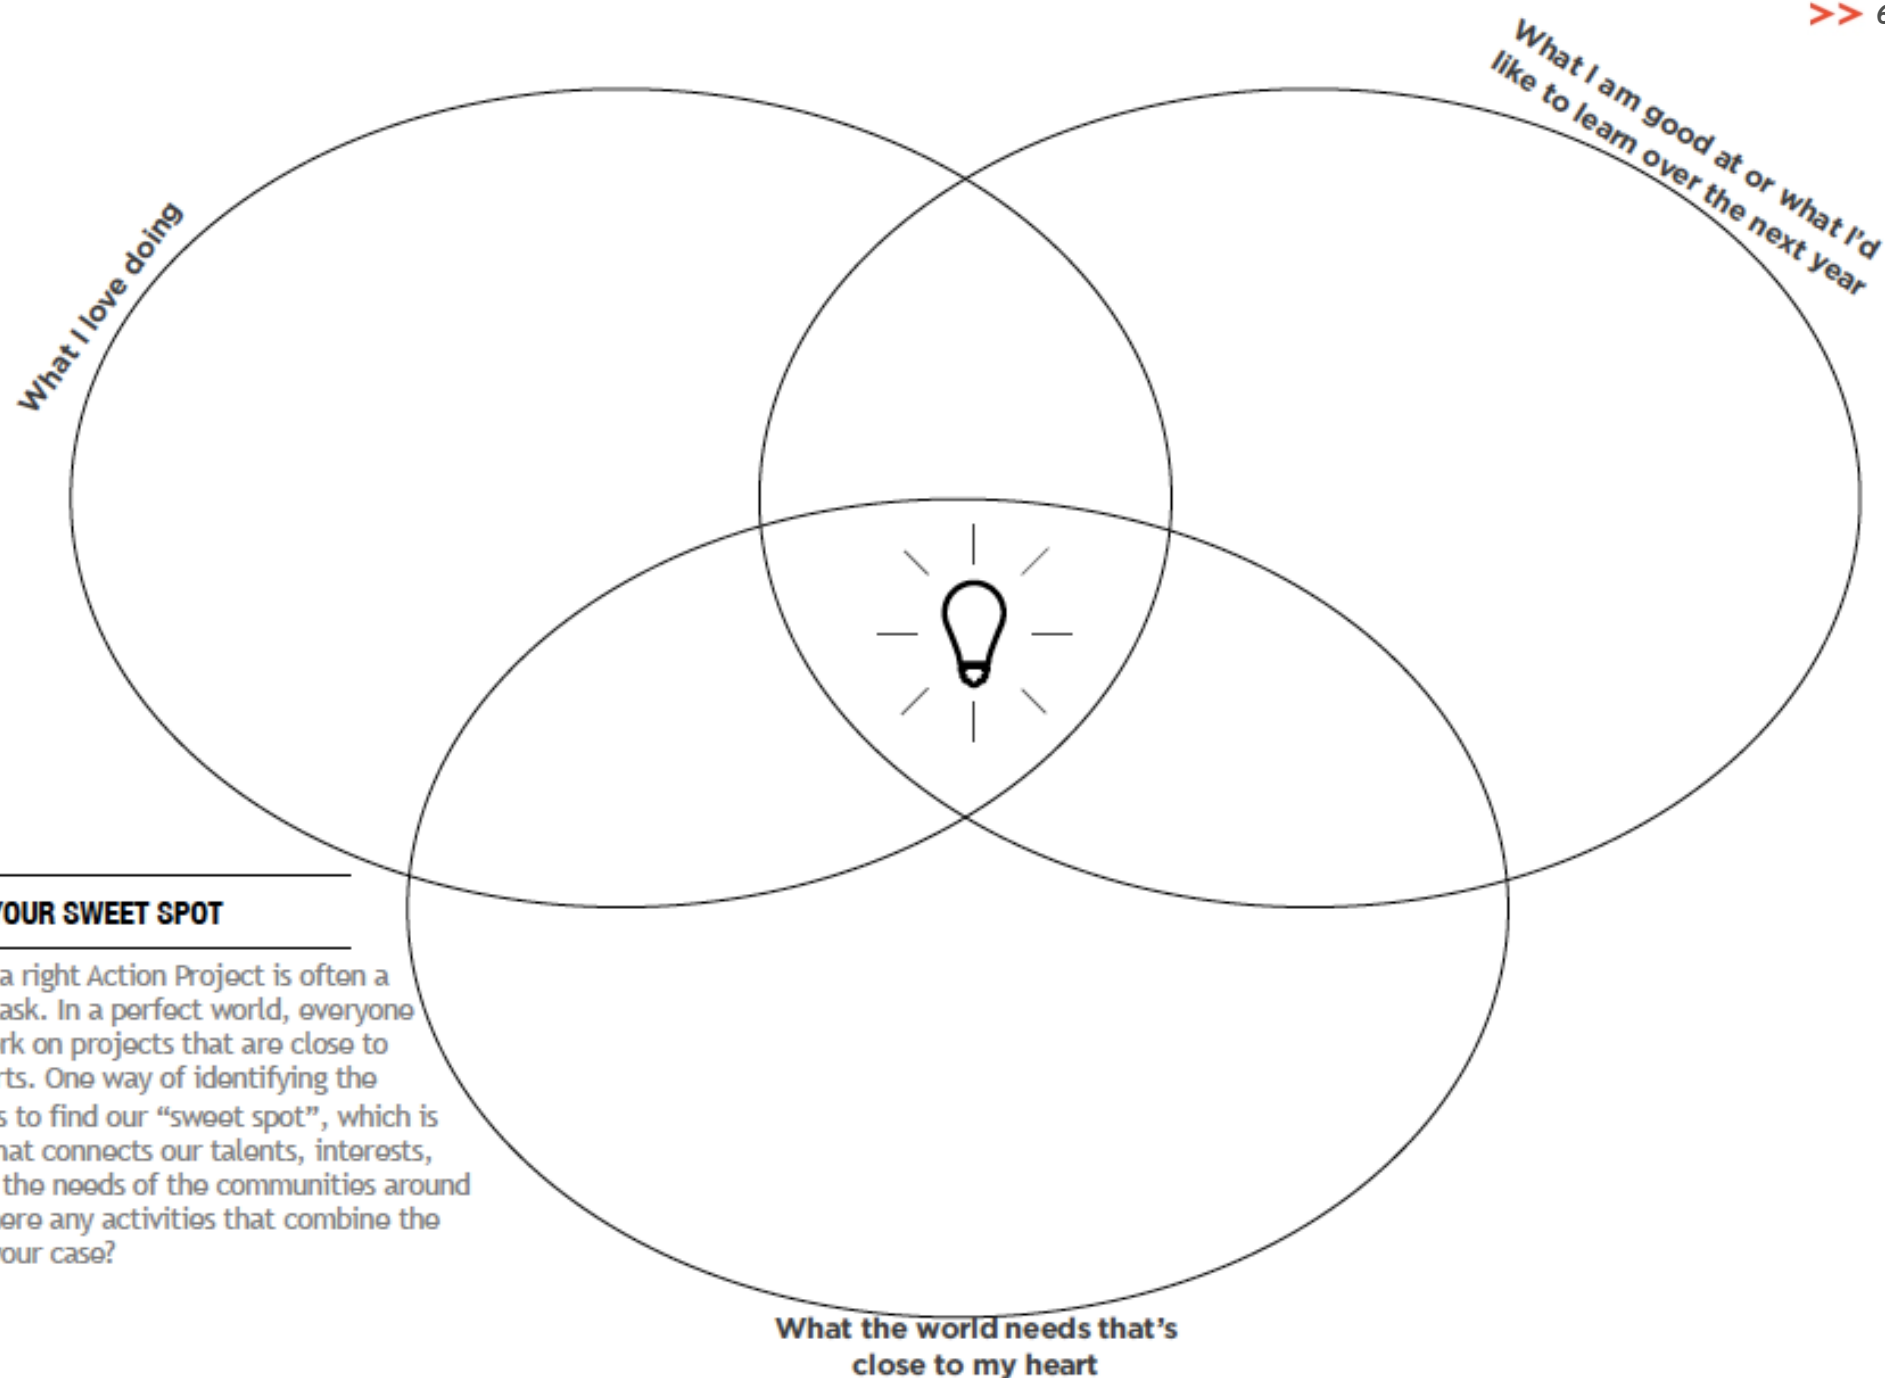 >> 6
What I am good at or what I'd
like to learn over the next year
What I love doing
YOUR SWEET SPOT
a right Action Project is often a
ask. In a perfect world, everyone
rk on projects that are close to
rts. One way of identifying the
s to find our “sweet spot”, which is
hat connects our talents, interests,
the needs of the communities around
ere any activities that combine the
your case?
What the world needs that's
close to my heart